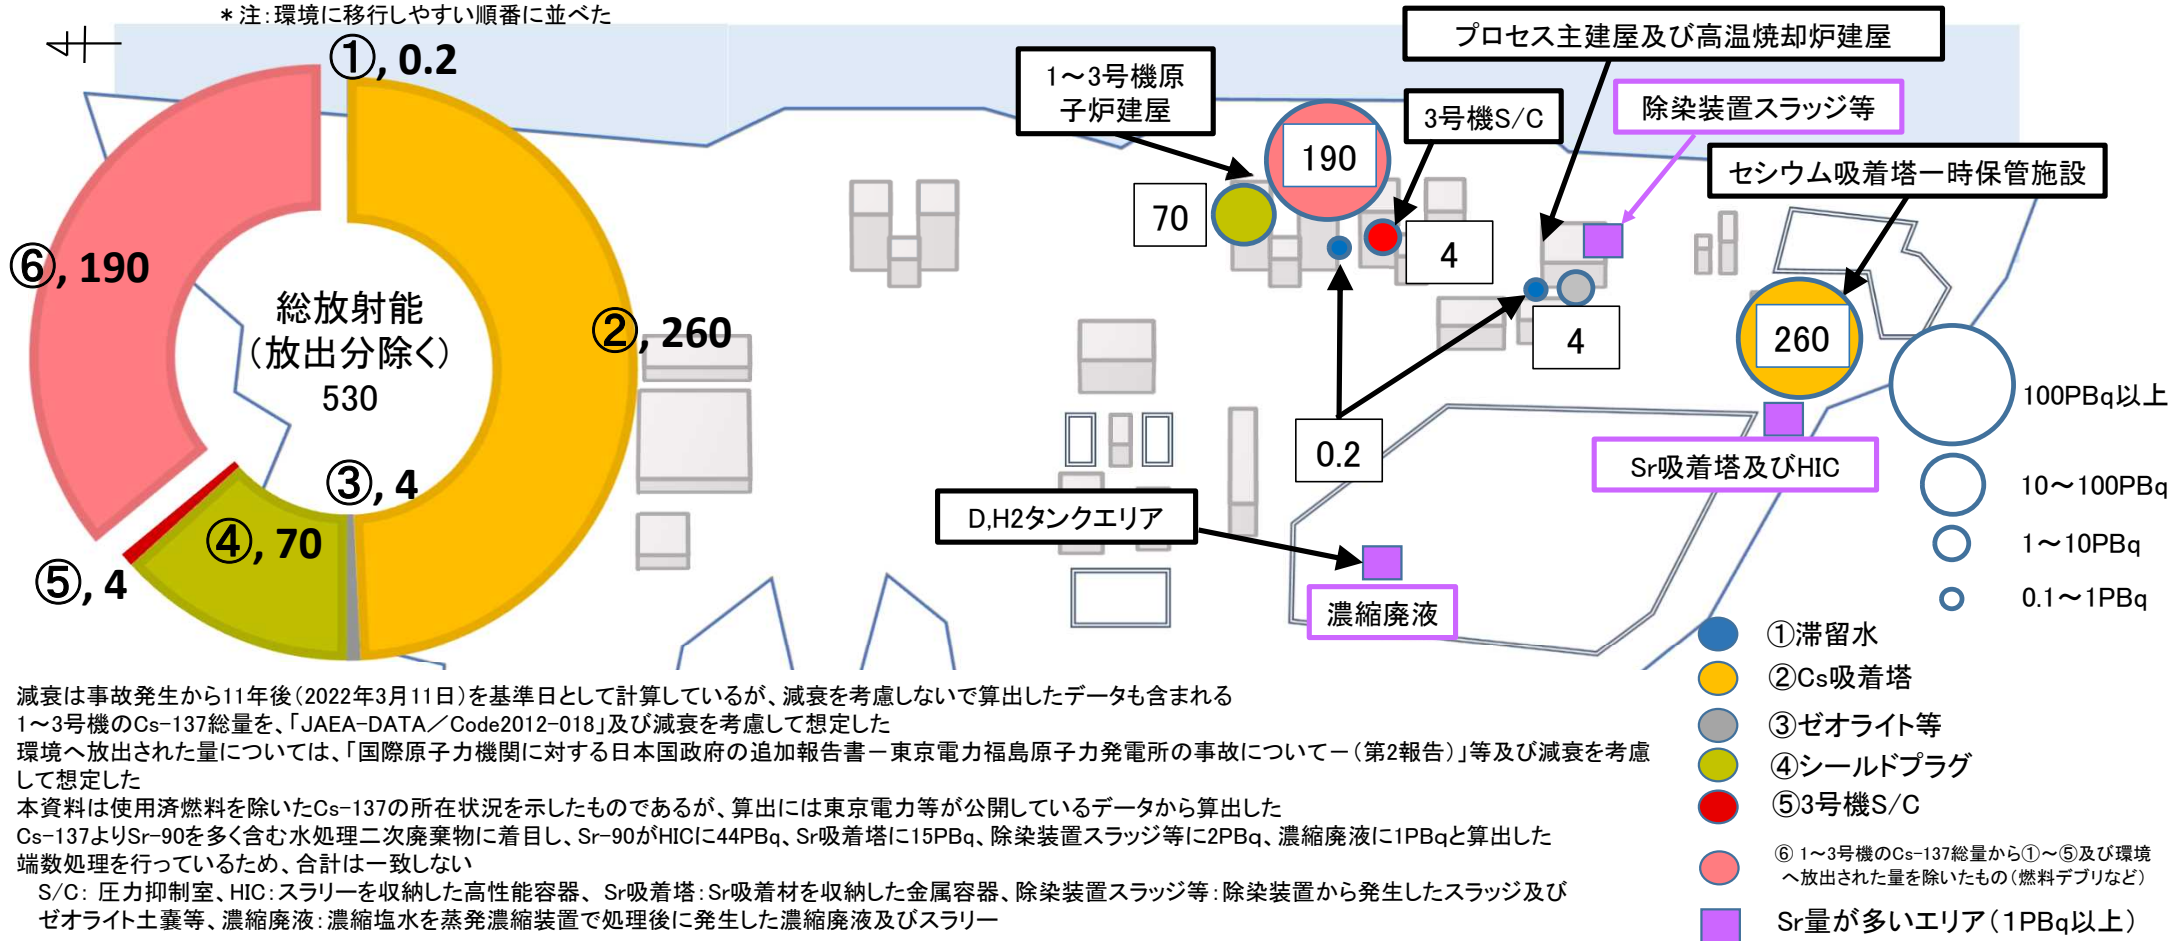 *注：環境に移行しやすい順番に並べた
①, 0.2
②, 260
③, 4
④, 70
⑤, 4
⑥, 190
総放射能
（放出分除く）
530
1～3号機原
子炉建屋
プロセス主建屋及び高温焼却炉建屋
3号機S/C
除染装置スラッジ等
セシウム吸着塔一時保管施設
190
70
4
4
260
0.2
Sr吸着塔及びHIC
D,H2タンクエリア
濃縮廃液
100PBq以上
10～100PBq
1～10PBq
0.1～1PBq
①滞留水
②Cs吸着塔
③ゼオライト等
④シールドプラグ
⑤3号機S/C
⑥ 1～3号機のCs-137総量から①～⑤及び環境
へ放出された量を除いたもの（燃料デブリなど）
Sr量が多いエリア（1PBq以上）
減衰は事故発生から11年後（2022年3月11日）を基準日として計算しているが、減衰を考慮しないで算出したデータも含まれる
1～3号機のCs-137総量を、「JAEA-DATA／Code2012-018」及び減衰を考慮して想定した
環境へ放出された量については、「国際原子力機関に対する日本国政府の追加報告書－東京電力福島原子力発電所の事故について－（第2報告）」等及び減衰を考慮
して想定した
本資料は使用済燃料を除いたCs-137の所在状況を示したものであるが、算出には東京電力等が公開しているデータから算出した
Cs-137よりSr-90を多く含む水処理二次廃棄物に着目し、Sr-90がHICに44PBq、Sr吸着塔に15PBq、除染装置スラッジ等に2PBq、濃縮廃液に1PBqと算出した
端数処理を行っているため、合計は一致しない
S/C：圧力抑制室、HIC：スラリーを収納した高性能容器、Sr吸着塔：Sr吸着材を収納した金属容器、除染装置スラッジ等：除染装置から発生したスラッジ及び
ゼオライト土嚢等、濃縮廃液：濃縮塩水を蒸発濃縮装置で処理後に発生した濃縮廃液及びスラリー